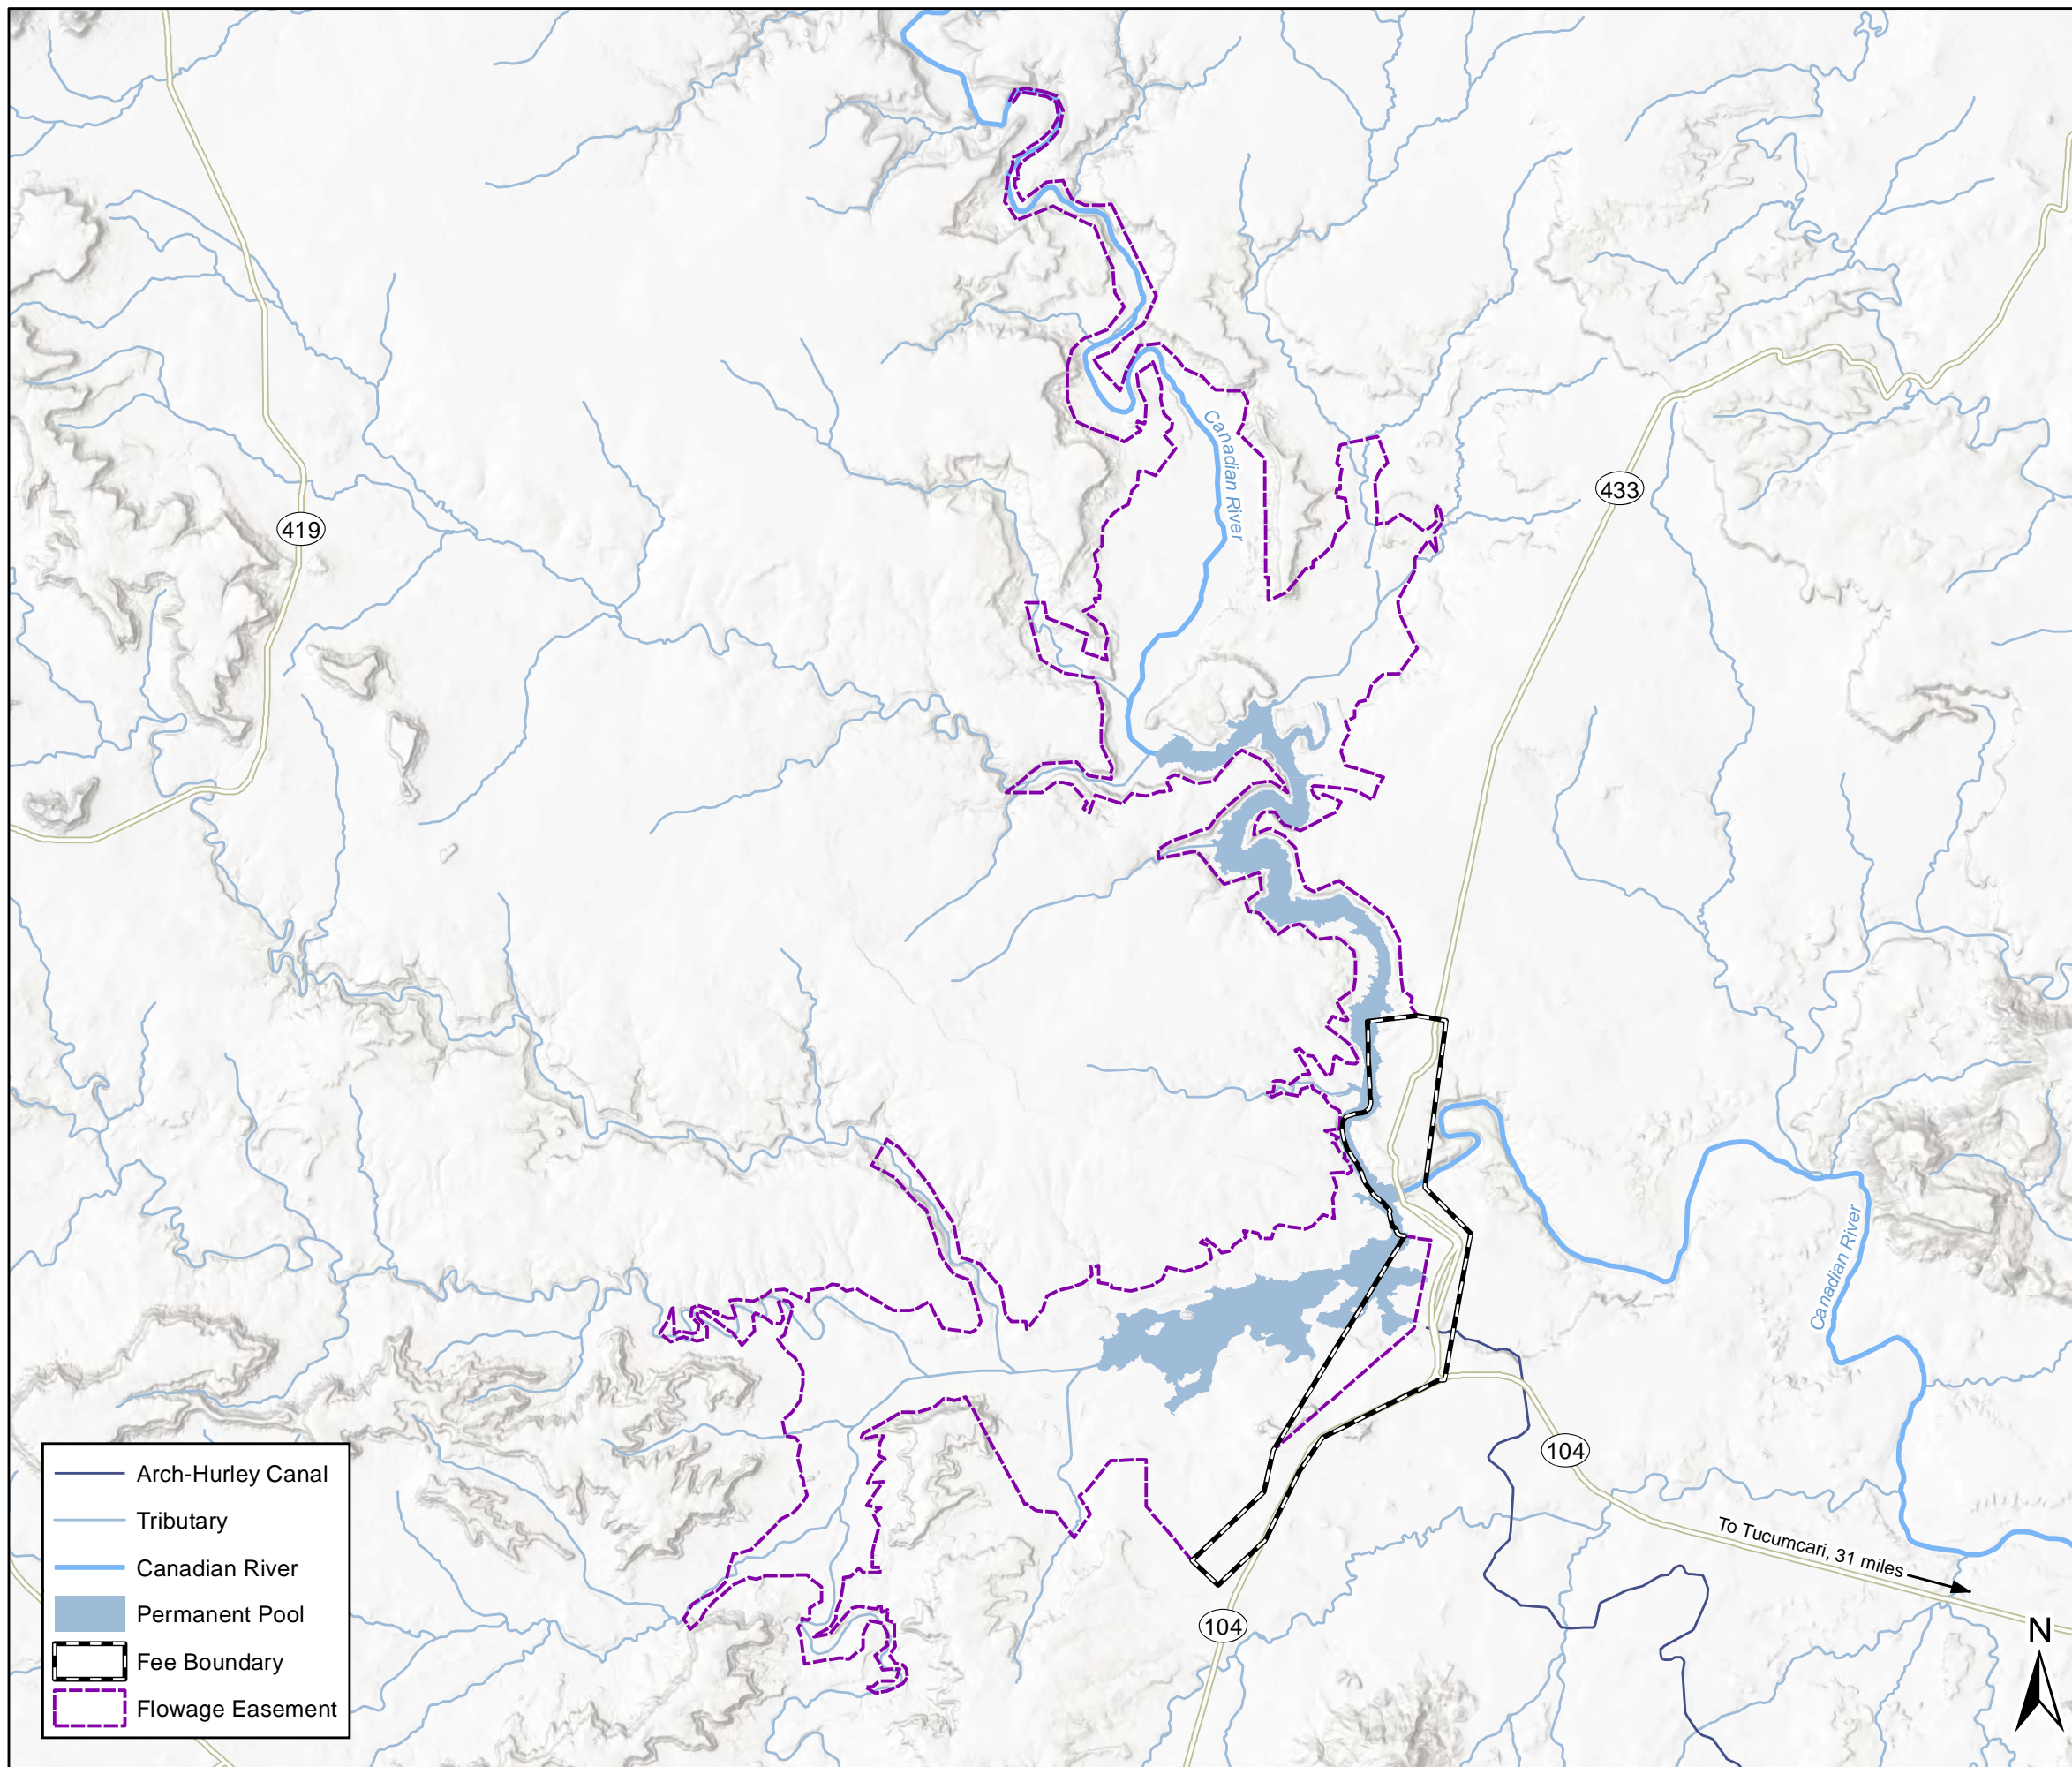 Canadian River
433
419
Canadian River
104
To Tucumcari, 31 miles
104
N
Arch-Hurley Canal
Tributary
Canadian River
Permanent Pool
Fee Boundary
Flowage Easement